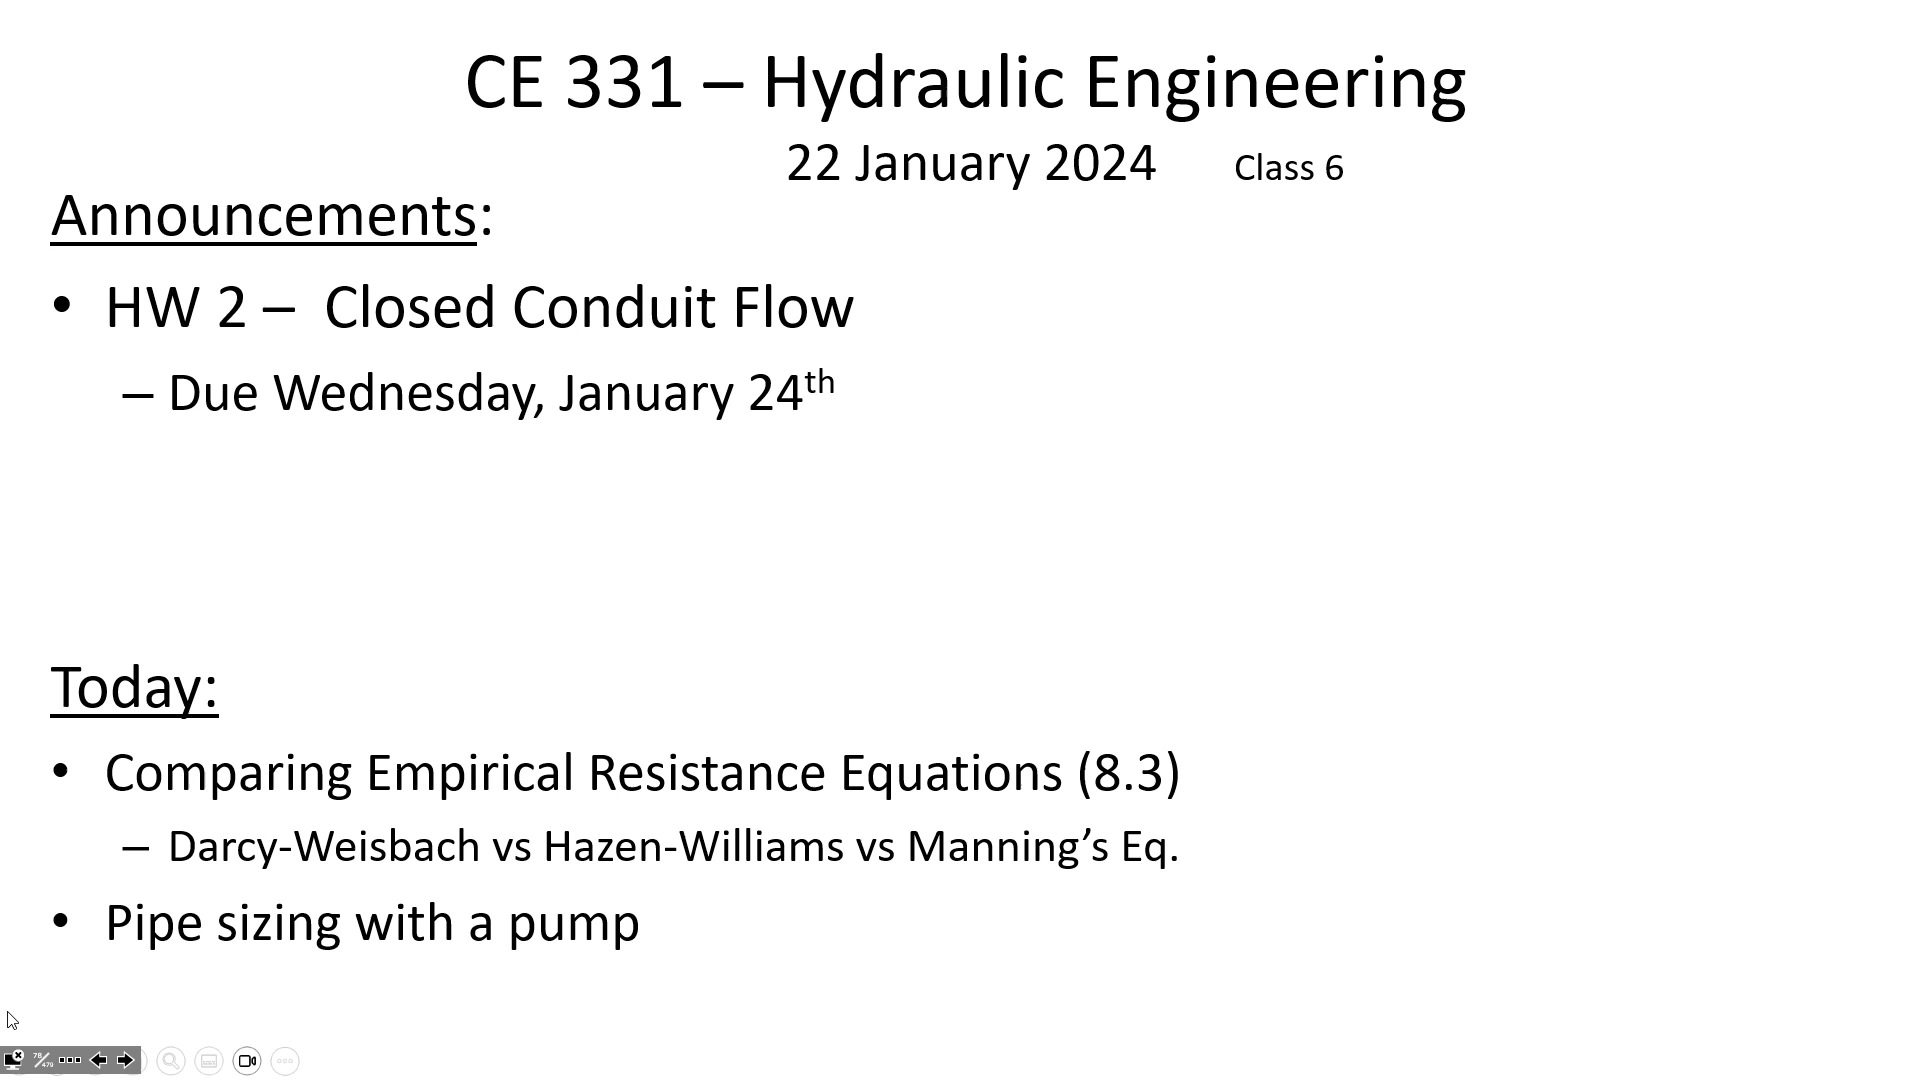 CE 331 – Hydraulic Engineering
22 January 2024 Class 6
Announcements:
• HW 2 – Closed Conduit Flow
– Due Wednesday, January 24th
Today:
• Comparing Empirical Resistance Equations (8.3)
– Darcy-Weisbach vs Hazen-Williams vs Manning’s Eq.
• Pipe sizing with a pump
78/479